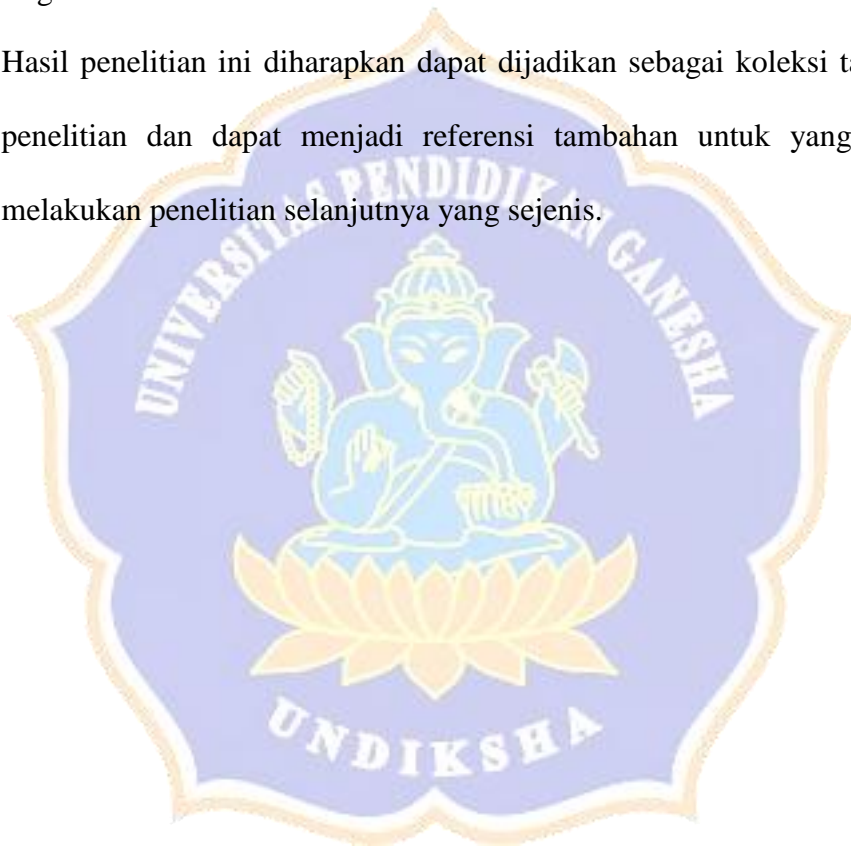 Hasil penelitian ini diharapkan dapat dijadikan sebagai koleksi
penelitian dan dapat menjadi referensi tambahan untuk yang
melakukan penelitian selanjutnya yang sejenis.
UNIVERSITAS PENDIDIKAN GANESHA
UNDIKSHA